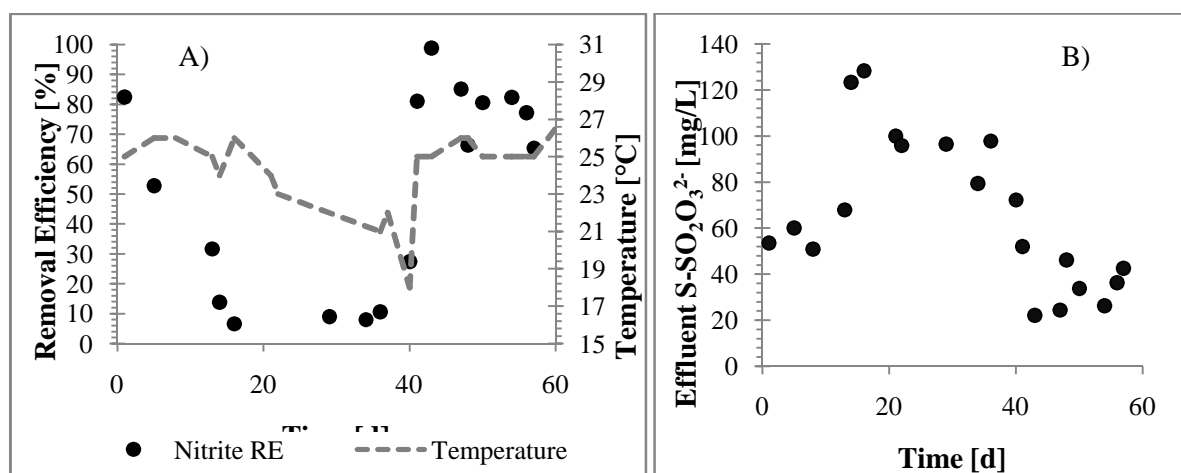 A)
Removal Efficiency [%]
100
90
80
70
60
50
40
30
20
10
0
0 20 40 60
31
29
27
25
23
21
19
17
15
Temperature [°C]
Time [d]
Nitrite RE Temperature
B)
Effluent S-SO₂O₃²⁻ [mg/L]
140
120
100
80
60
40
20
0
0 20 40 60
Time [d]